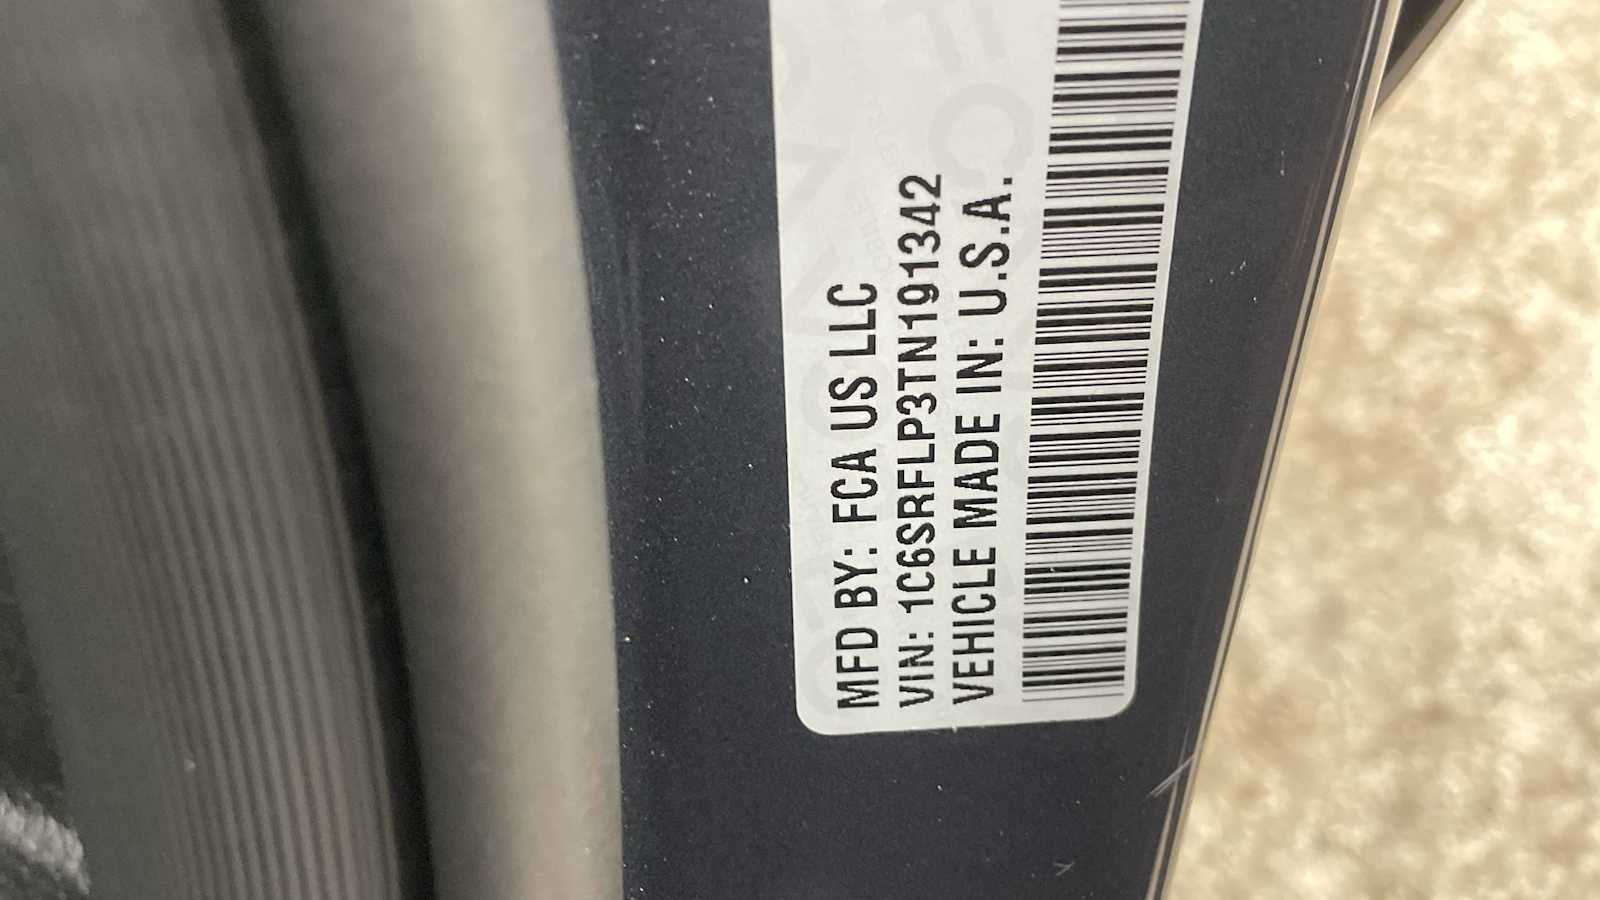 MFD BY: FCA US LLC
VIN: 1C6SRFLP3TN191342
VEHICLE MADE IN: U.S.A.